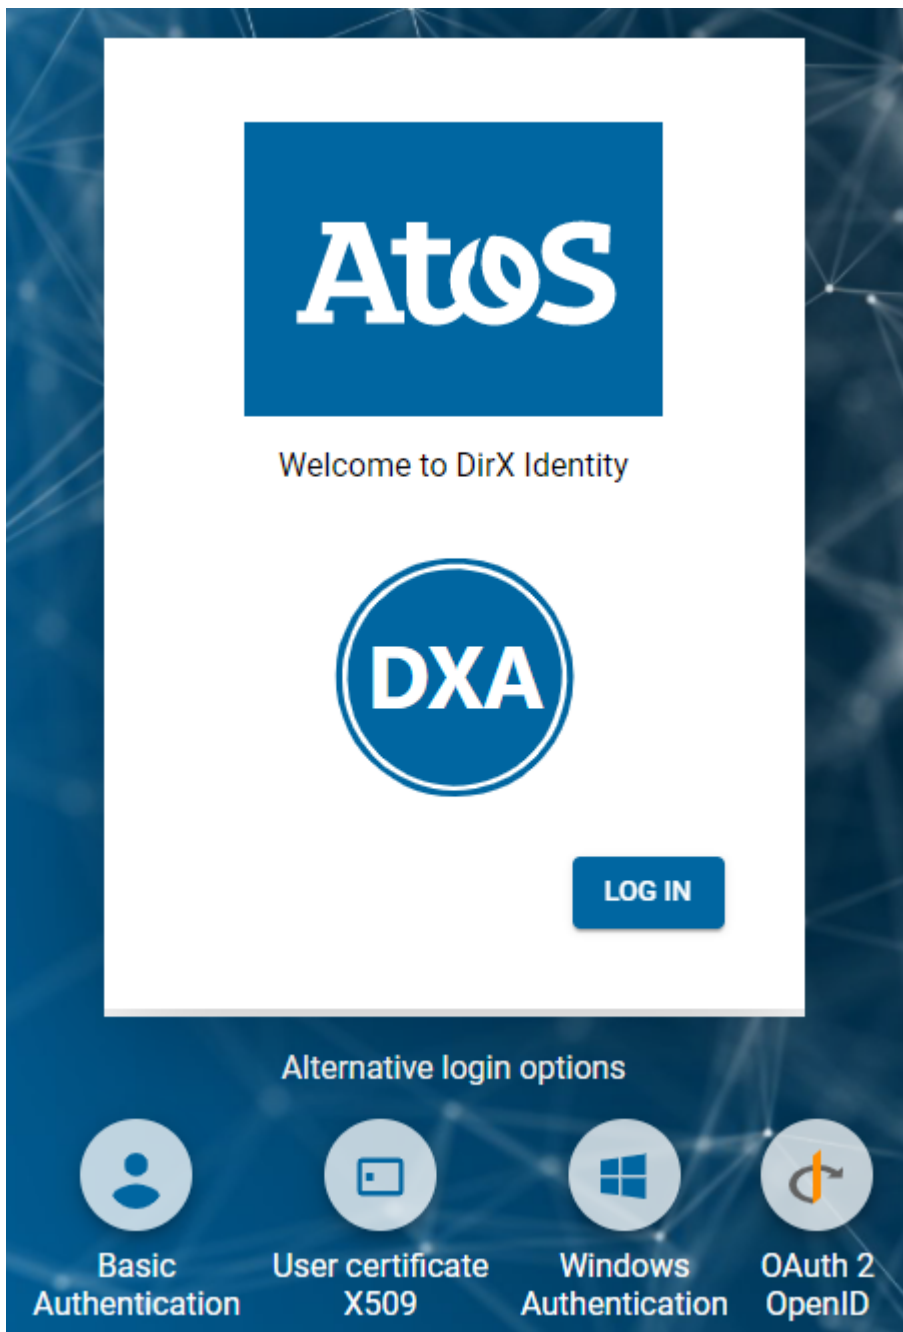 Atos
Welcome to DirX Identity
DXA
LOG IN
Alternative login options
Basic
Authentication
User certificate
X509
Windows
Authentication
OAuth 2
OpenID